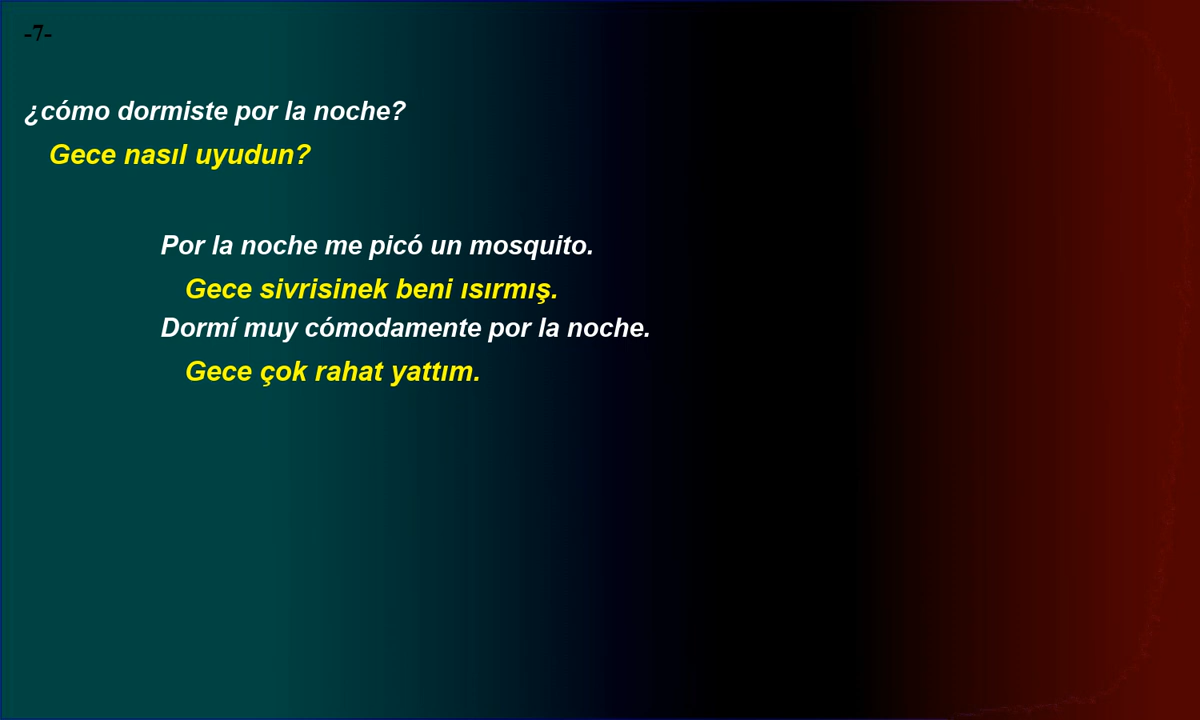 -7-
¿cómo dormiste por la noche?
Gece nasıl uyudun?
Por la noche me picó un mosquito.
Gece sivrisinek beni ısırmış.
Dormí muy cómodamente por la noche.
Gece çok rahat yattım.